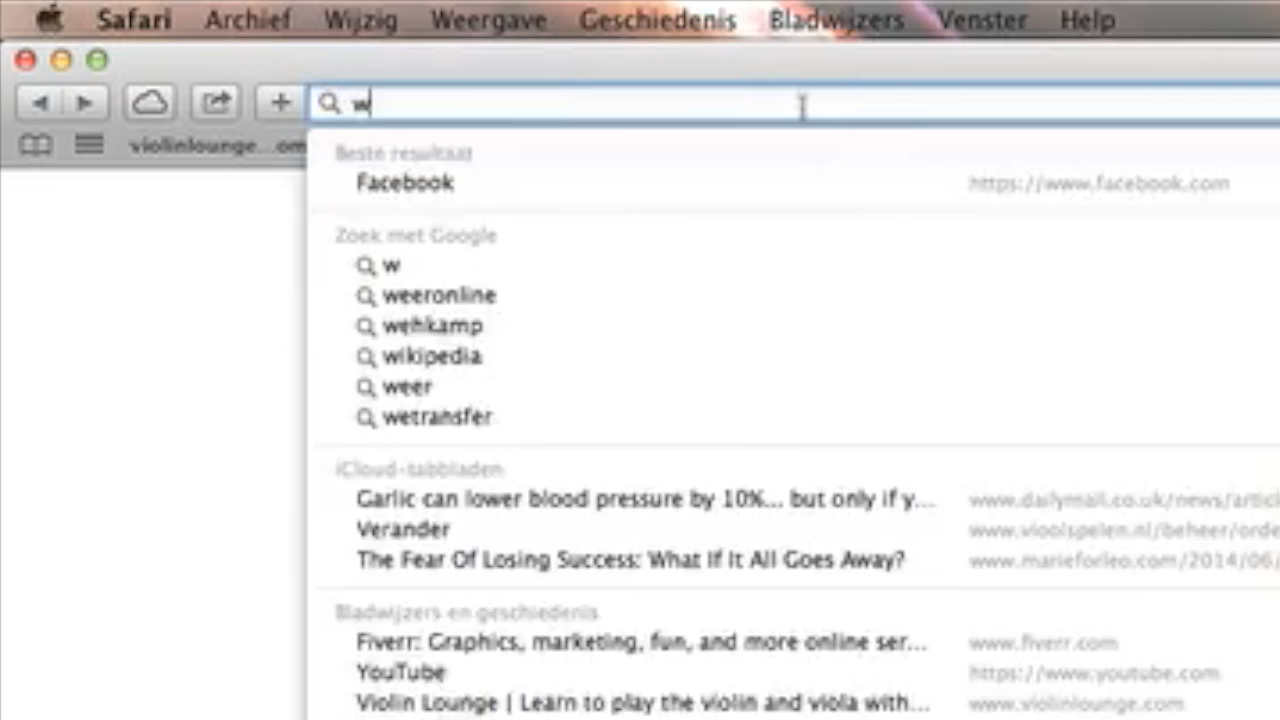 Safari Archief Wijzig Weergave Geschiedenis Bladwijzers Venster Help
w
violinlounge...om
Beste resultaat
Facebook https://www.facebook.com
Zoek met Google
w
weeronline
wehkamp
wikipedia
weer
wetransfer
iCloud-tabbladen
Garlic can lower blood pressure by 10%... but only if y... www.dailymail.co.uk/news/artic
Verander www.vioolspelen.nl/beheer/orde
The Fear Of Losing Success: What If It All Goes Away? www.marieforleo.com/2014/06/
Bladwijzers en geschiedenis
Fiverr: Graphics, marketing, fun, and more online ser... www.fiverr.com
YouTube https://www.youtube.com
Violin Lounge | Learn to play the violin and viola with... www.violinlounge.com